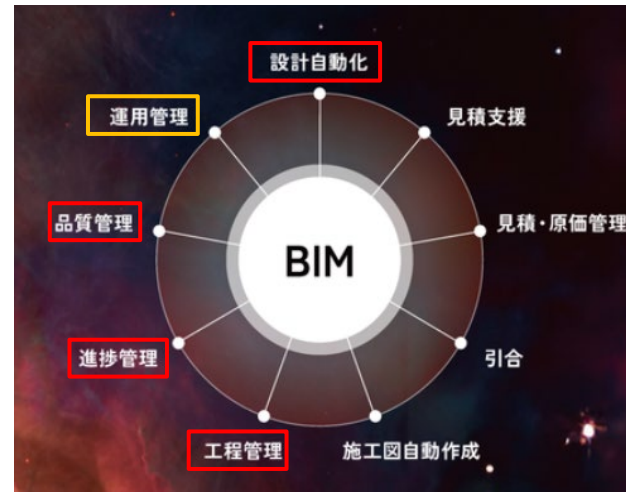 設計自動化
見積支援
見積・原価管理
引合
施工図自動作成
工程管理
進捗管理
品質管理
運用管理
BIM